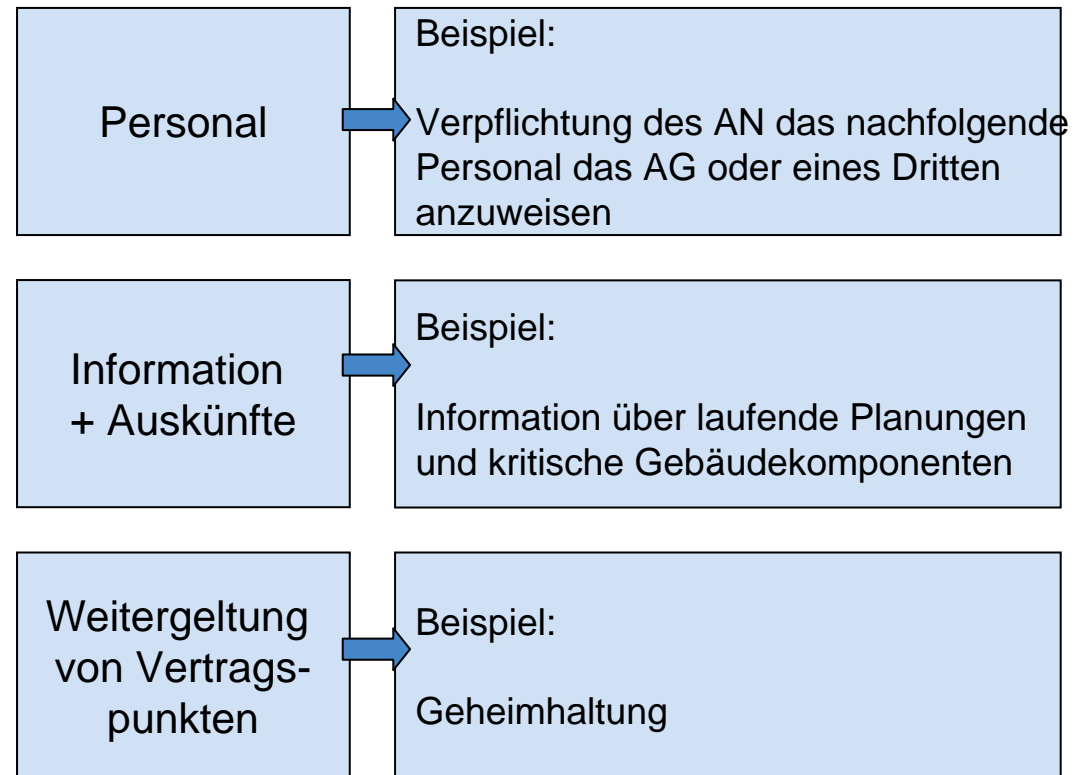 Personal
Beispiel:
Verpflichtung des AN das nachfolgende
Personal das AG oder eines Dritten
anzuweisen
Information
+ Auskünfte
Beispiel:
Information über laufende Planungen
und kritische Gebäudekomponenten
Weitergeltung
von Vertrags-
punkten
Beispiel:
Geheimhaltung